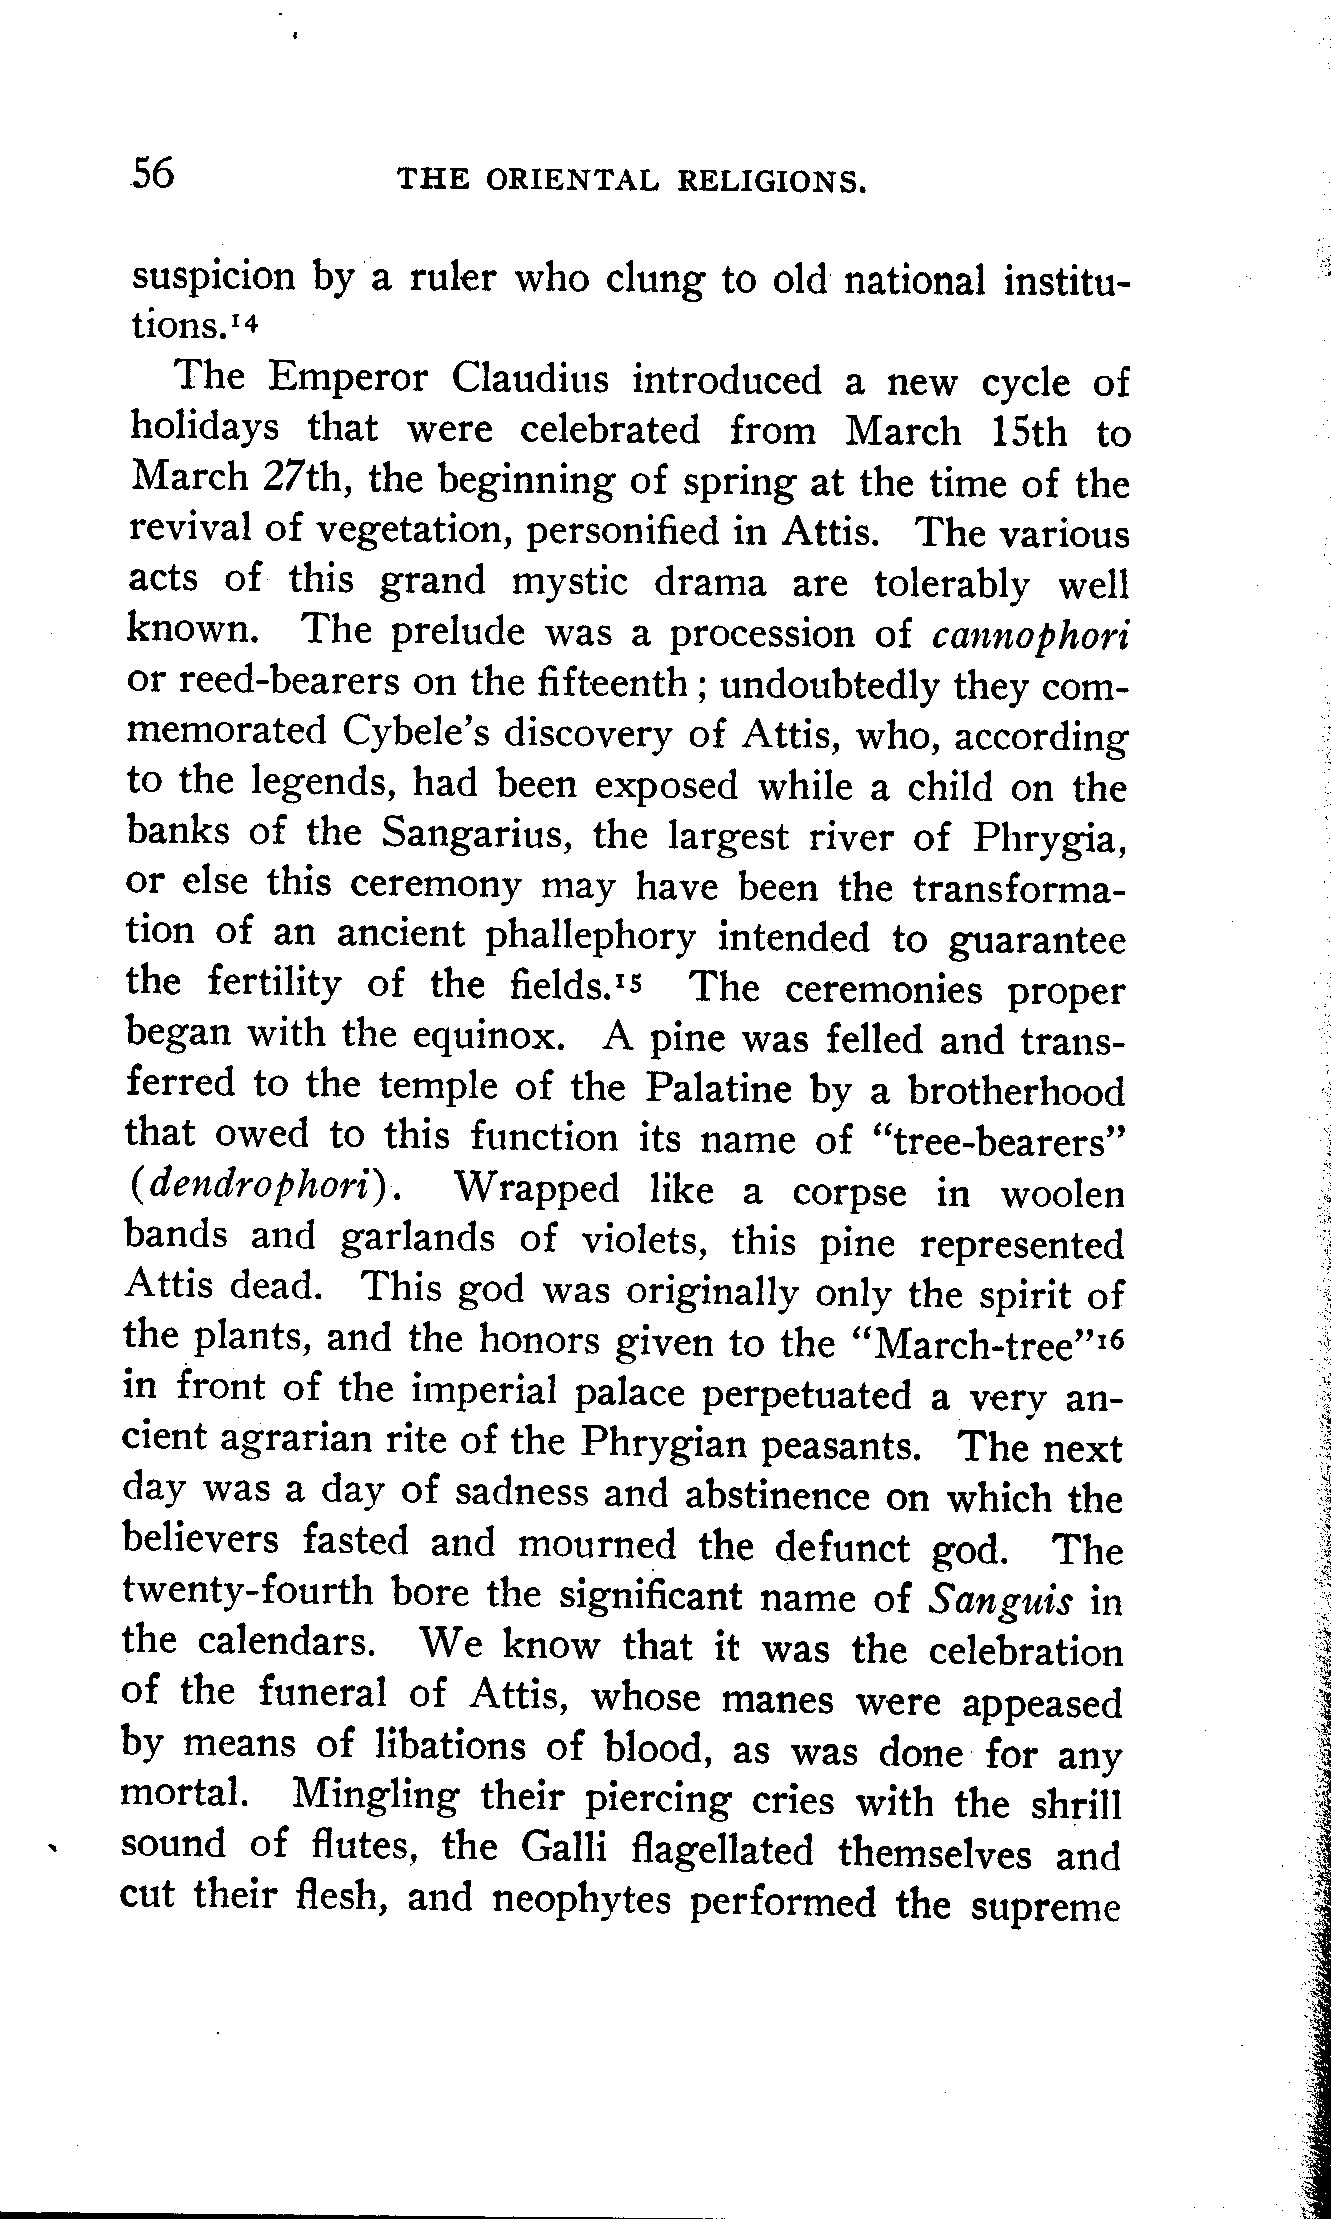 56 THE ORIENTAL RELIGIONS.
suspicion by a ruler who clung to old national institu-
tions.¹⁴
The Emperor Claudius introduced a new cycle of
holidays that were celebrated from March 15th to
March 27th, the beginning of spring at the time of the
revival of vegetation, personified in Attis. The various
acts of this grand mystic drama are tolerably well
known. The prelude was a procession of cannophori
or reed-bearers on the fifteenth; undoubtedly they com-
memorated Cybele's discovery of Attis, who, according
to the legends, had been exposed while a child on the
banks of the Sangarius, the largest river of Phrygia,
or else this ceremony may have been the transforma-
tion of an ancient phallephory intended to guarantee
the fertility of the fields.¹⁵ The ceremonies proper
began with the equinox. A pine was felled and trans-
ferred to the temple of the Palatine by a brotherhood
that owed to this function its name of "tree-bearers"
(dendrophori). Wrapped like a corpse in woolen
bands and garlands of violets, this pine represented
Attis dead. This god was originally only the spirit of
the plants, and the honors given to the "March-tree"¹⁶
in front of the imperial palace perpetuated a very an-
cient agrarian rite of the Phrygian peasants. The next
day was a day of sadness and abstinence on which the
believers fasted and mourned the defunct god. The
twenty-fourth bore the significant name of Sanguis in
the calendars. We know that it was the celebration
of the funeral of Attis, whose manes were appeased
by means of libations of blood, as was done for any
mortal. Mingling their piercing cries with the shrill
sound of flutes, the Galli flagellated themselves and
cut their flesh, and neophytes performed the supreme